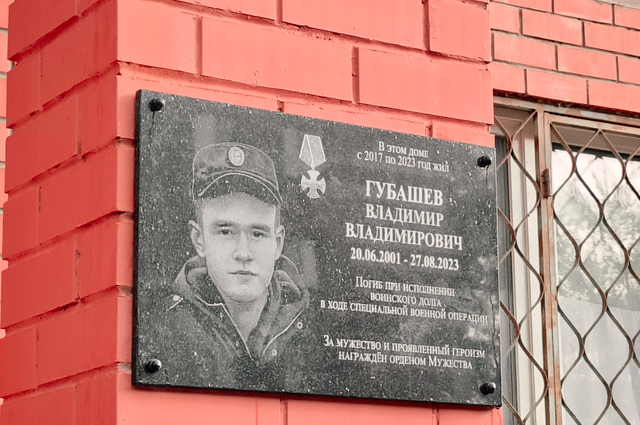 В этом доме
с 2017 по 2023 год жил
ГУБАШЕВ
ВЛАДИМИР
ВЛАДИМИРОВИЧ
20.06.2001 - 27.08.2023
Погиб при исполнении
воинского долга
в ходе специальной военной операции
За мужество и проявленный героизм
награждён орденом Мужества